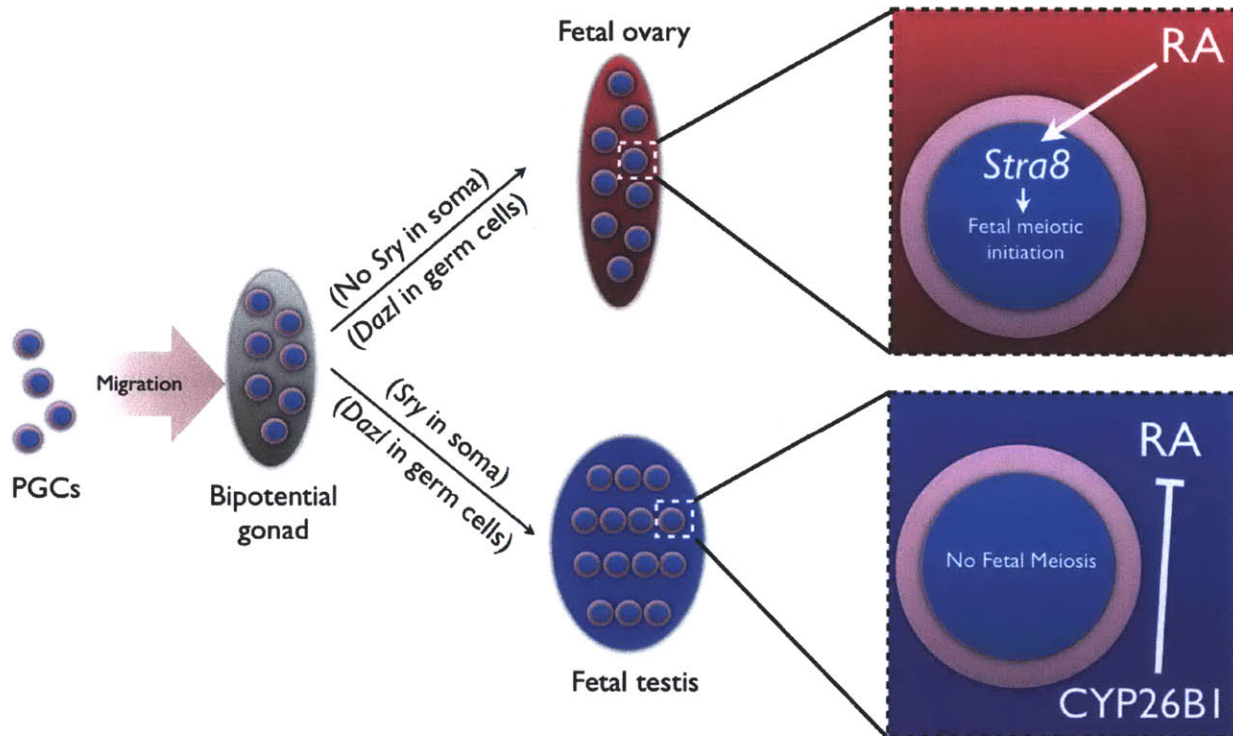 Fetal ovary
RA
Stra8
Fetal meiotic
initiation
(No Sry in soma)
(Dazl in germ cells)
Migration
PGCs
Bipotential
gonad
(Sry in soma)
(Dazl in germ cells)
Fetal testis
RA
No Fetal Meiosis
CYP26B1